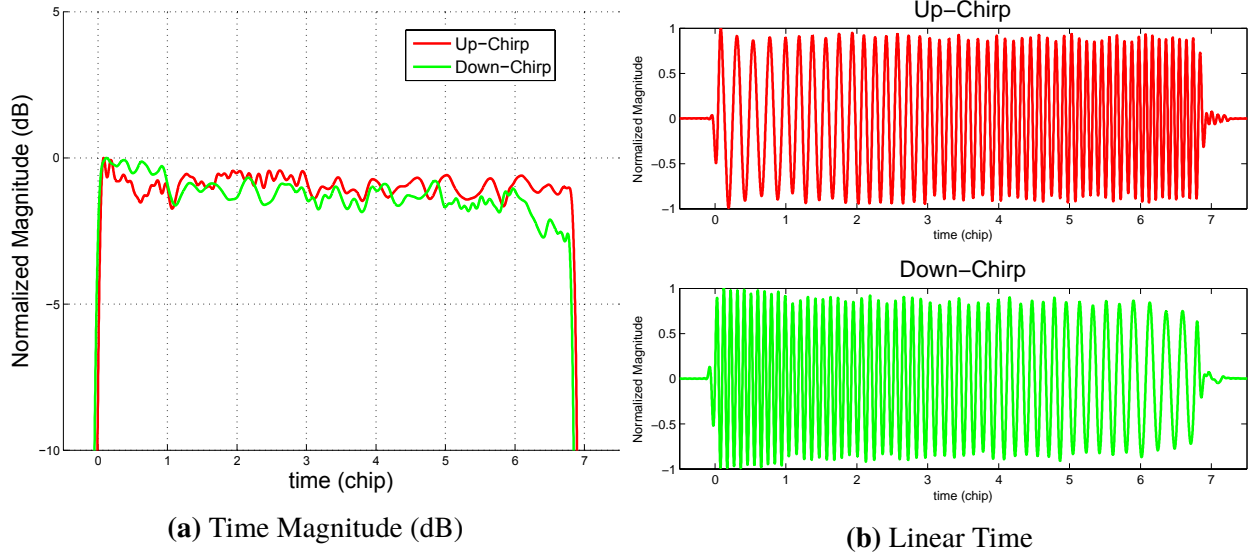 5
0
−5
−10
Normalized Magnitude (dB)
Up−Chirp
Down−Chirp
0 1 2 3 4 5 6 7
time (chip)
(a) Time Magnitude (dB)
Up−Chirp
1
0.5
0
−0.5
−1
Normalized Magnitude
0 1 2 3 4 5 6 7
time (chip)
Down−Chirp
1
0.5
0
−0.5
−1
Normalized Magnitude
0 1 2 3 4 5 6 7
time (chip)
(b) Linear Time